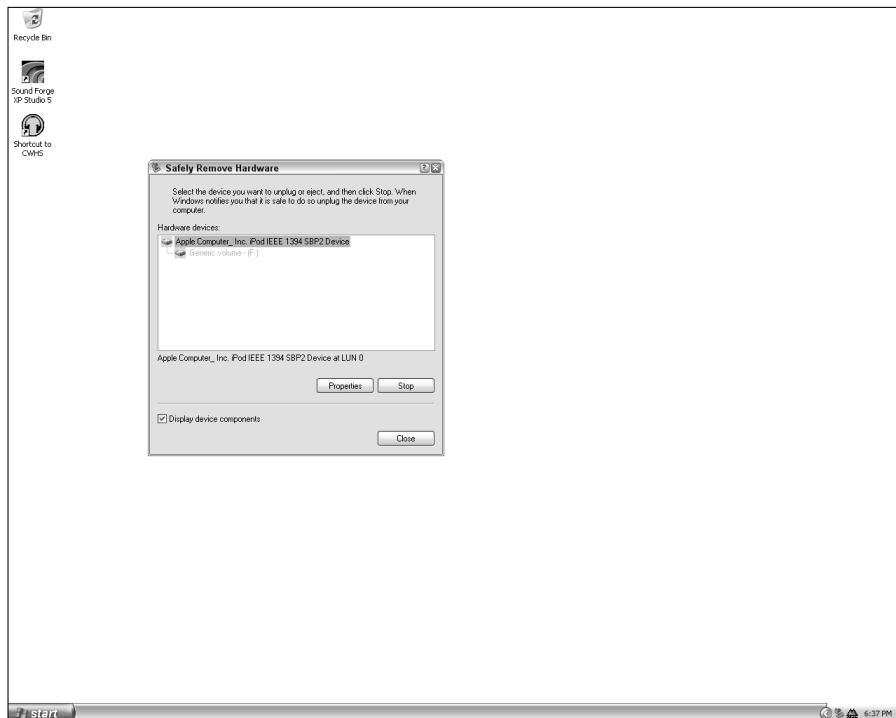 Recycle Bin
Sound Forge
XP Studio 5
Shortcut to
CWHS
Safely Remove Hardware
Select the device you want to unplug or eject, and then click Stop. When
Windows notifies you that it is safe to do so unplug the device from your
computer.
Hardware devices:
Apple Computer_ Inc. iPod IEEE 1394 SBP2 Device
Generic volume - (F:)
Apple Computer_ Inc. iPod IEEE 1394 SBP2 Device at LUN 0
Properties
Stop
Display device components
Close
start
6:37 PM